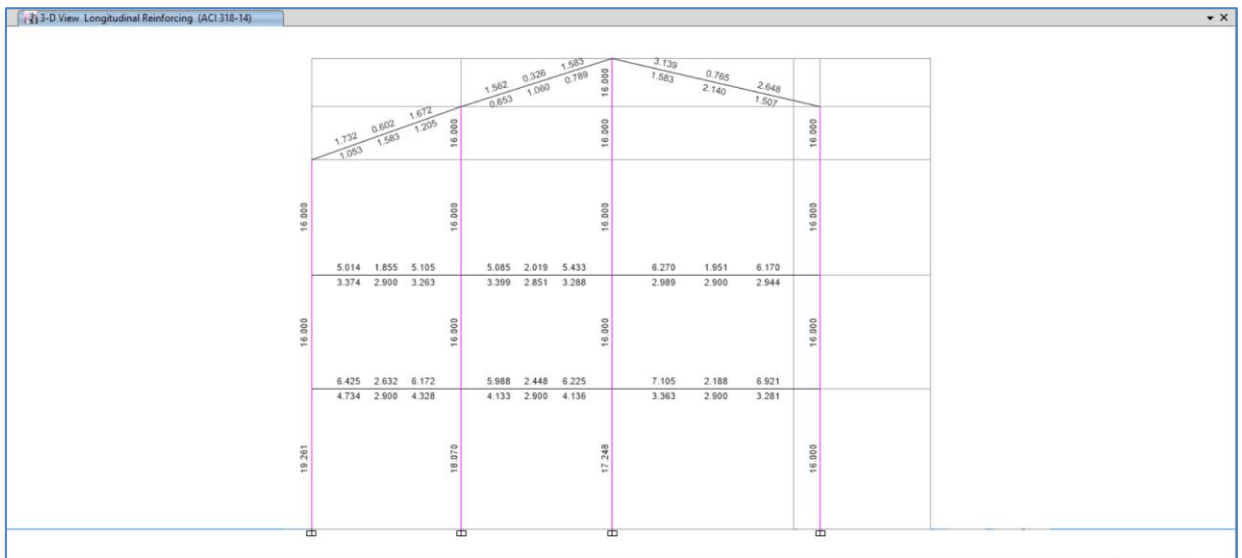 3-D View Longitudinal Reinforcing (ACI 318-14)
3.139 0.765 2.648
1.583 2.140 1.507
1.562 0.326 1.583
0.653 1.060 0.789
16.000
1.732 0.602 1.672
1.053 1.583 1.205
16.000
16.000
16.000
16.000
16.000
16.000
16.000
5.014 1.855 5.105 5.085 2.019 5.433 6.270 1.951 6.170
3.374 2.900 3.263 3.399 2.851 3.288 2.989 2.900 2.944
16.000
16.000
16.000
16.000
6.425 2.632 6.172 5.988 2.448 6.225 7.105 2.188 6.921
4.734 2.900 4.328 4.133 2.900 4.136 3.363 2.900 3.281
19.261
18.070
17.248
16.000